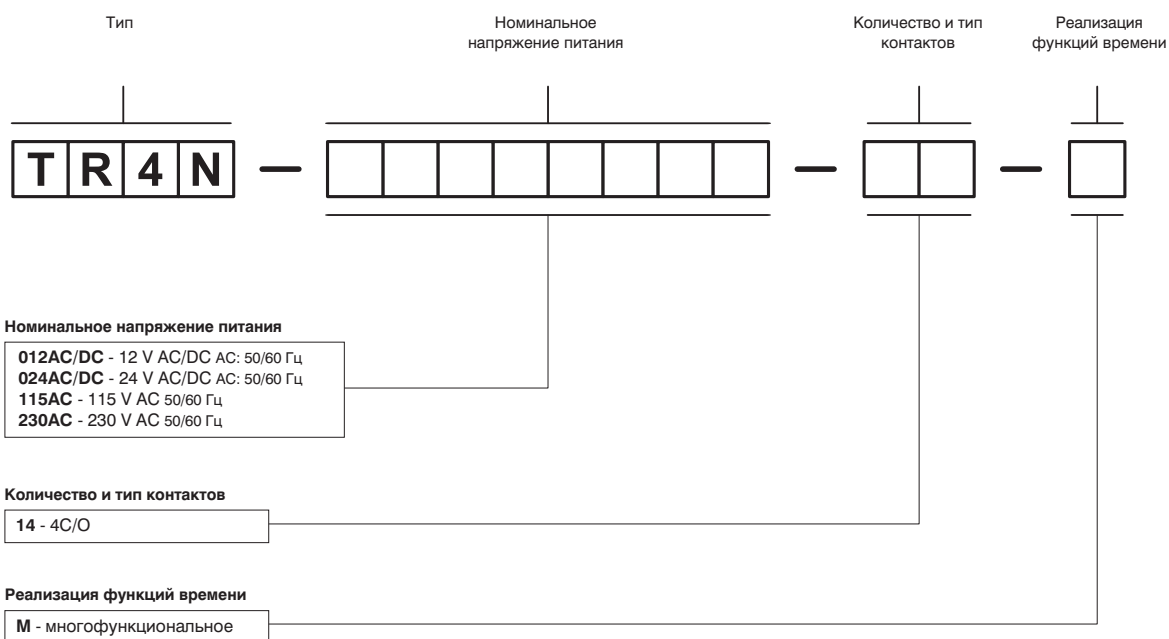 Тип
Номинальное
напряжение питания
Количество и тип
контактов
Реализация
функций времени
TR4N – –  –
Номинальное напряжение питания
012AC/DC - 12 V AC/DC AC: 50/60 Гц
024AC/DC - 24 V AC/DC AC: 50/60 Гц
115AC - 115 V AC 50/60 Гц
230AC - 230 V AC 50/60 Гц
Количество и тип контактов
14 - 4C/O
Реализация функций времени
M - многофункциональное